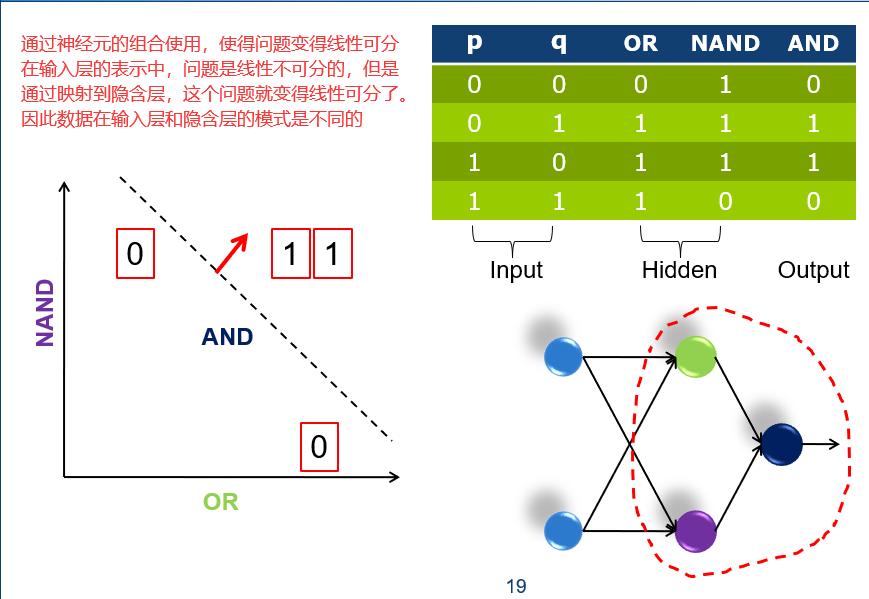 通过神经元的组合使用，使得问题变得线性可分
在输入层的表示中，问题是线性不可分的，但是
通过映射到隐含层，这个问题就变得线性可分了。
因此数据在输入层和隐含层的模式是不同的
p q OR NAND AND
0 0 0 1 0
0 1 1 1 1
1 0 1 1 1
1 1 1 0 0
Input Hidden Output
0 1 1
NAND
AND
0
OR
19